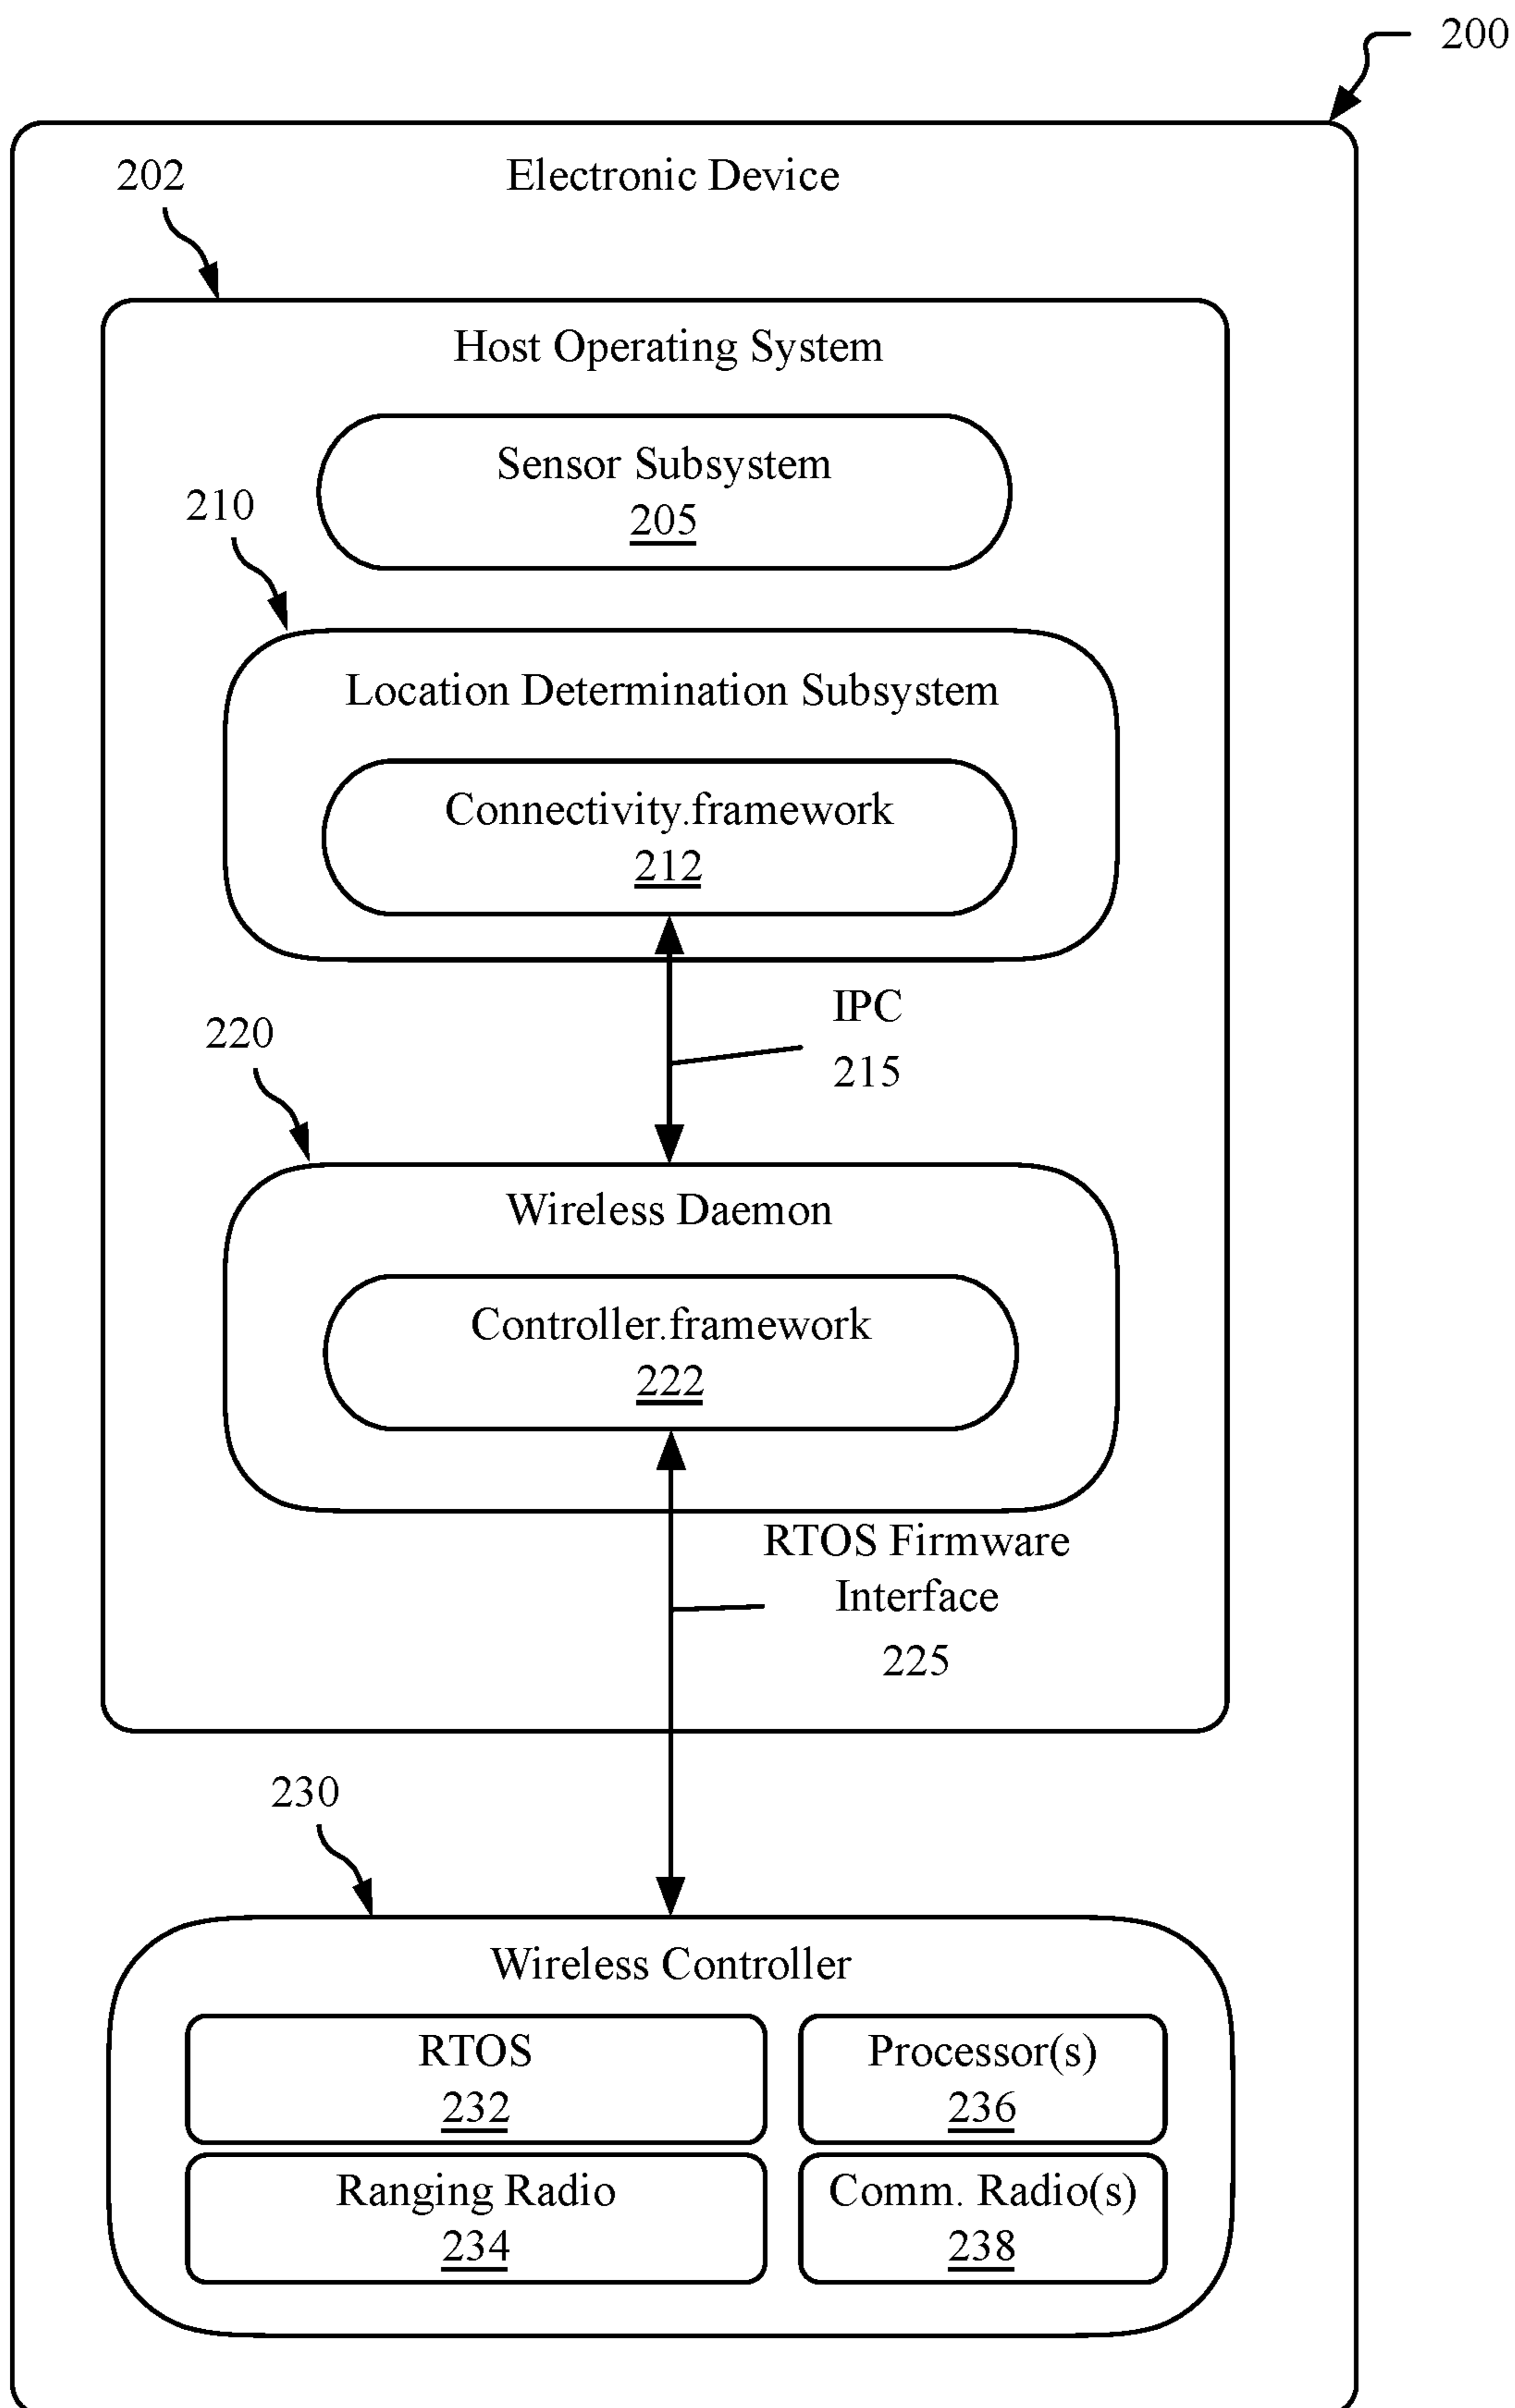 200
202
Electronic Device
Host Operating System
Sensor Subsystem
205
210
Location Determination Subsystem
Connectivity.framework
212
IPC
215
220
Wireless Daemon
Controller.framework
222
RTOS Firmware
Interface
225
230
Wireless Controller
RTOS
232
Processor(s)
236
Ranging Radio
234
Comm. Radio(s)
238